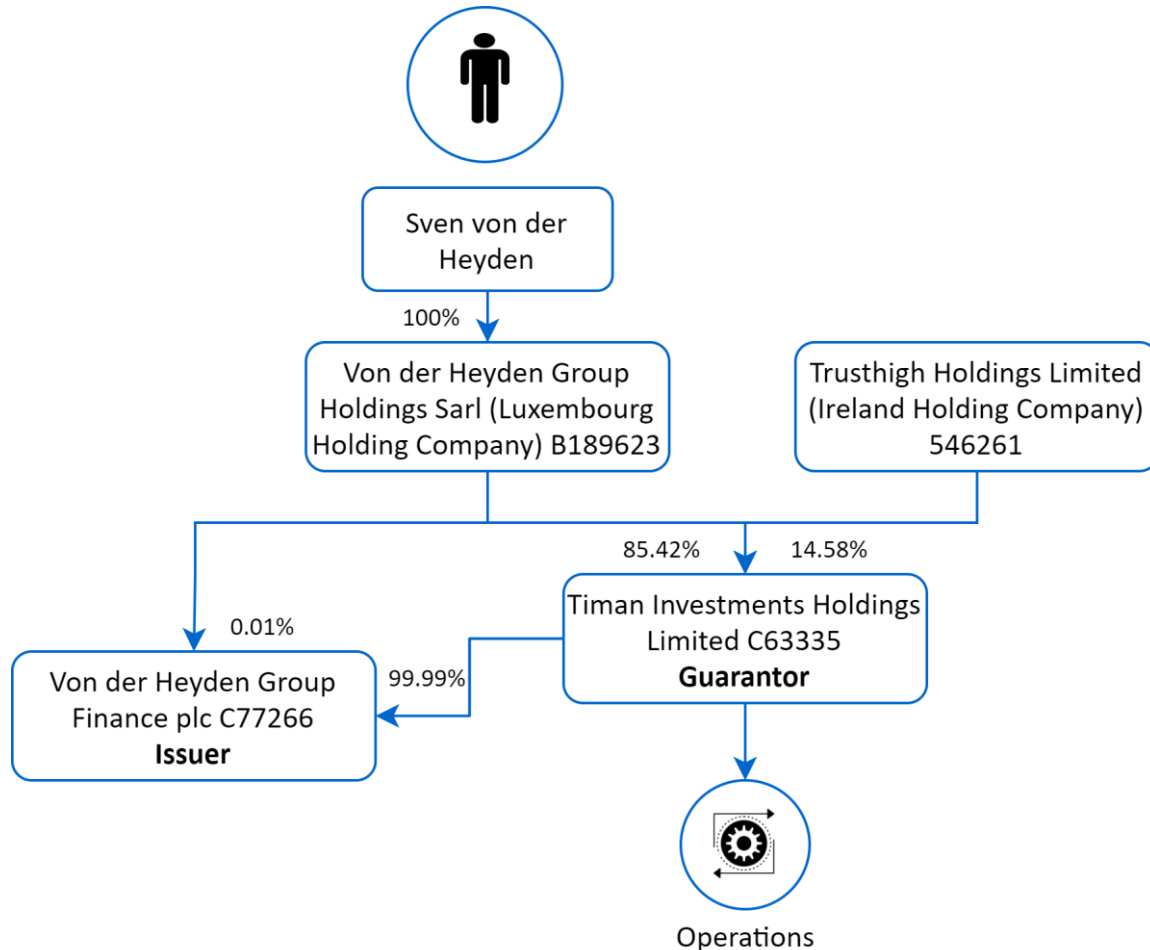 Sven von der
Heyden
100%
Von der Heyden Group
Holdings Sarl (Luxembourg
Holding Company) B189623
Trusthigh Holdings Limited
(Ireland Holding Company)
546261
85.42%
14.58%
0.01%
Timan Investments Holdings
Limited C63335
Guarantor
99.99%
Von der Heyden Group
Finance plc C77266
Issuer
Operations